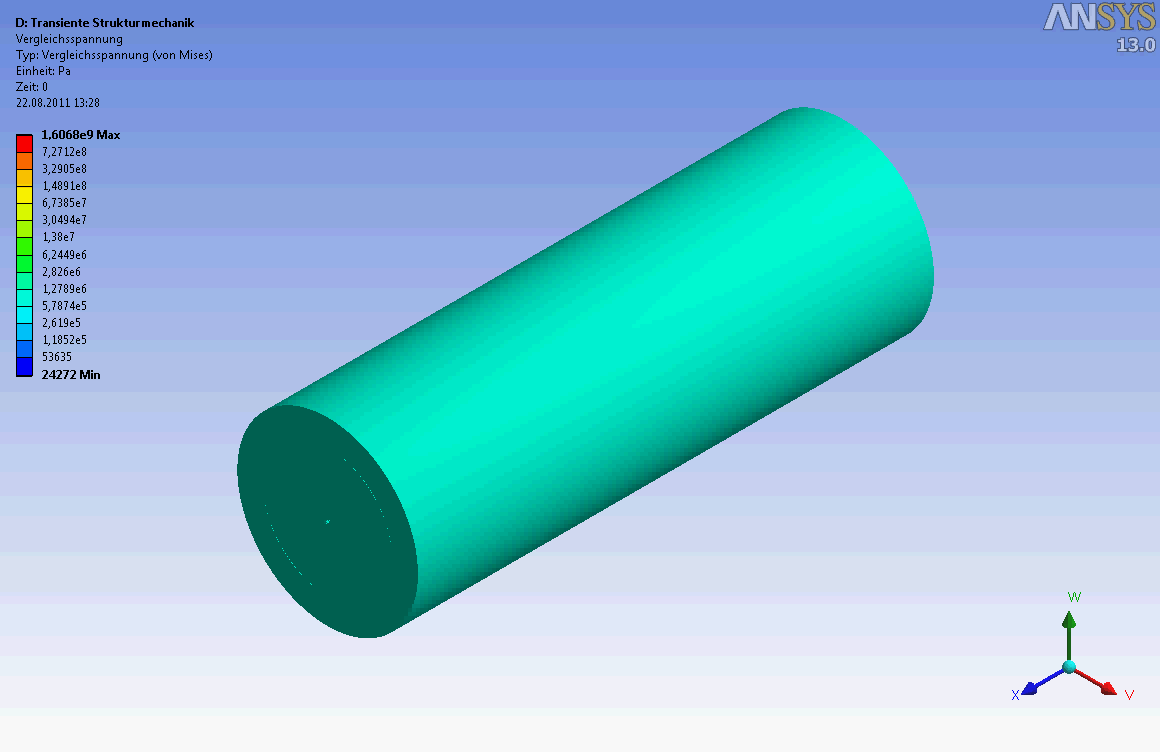 D: Transiente Strukturmechanik
Vergleichsspannung
Typ: Vergleichsspannung (von Mises)
Einheit: Pa
Zeit: 0
22.08.2011 13:28
ANSYS
13.0
1,6068e9 Max
7,2712e8
3,2905e8
1,4891e8
6,7385e7
3,0494e7
1,38e7
6,2449e6
2,826e6
1,2789e6
5,7874e5
2,619e5
1,1852e5
53635
24272 Min
W
X
V